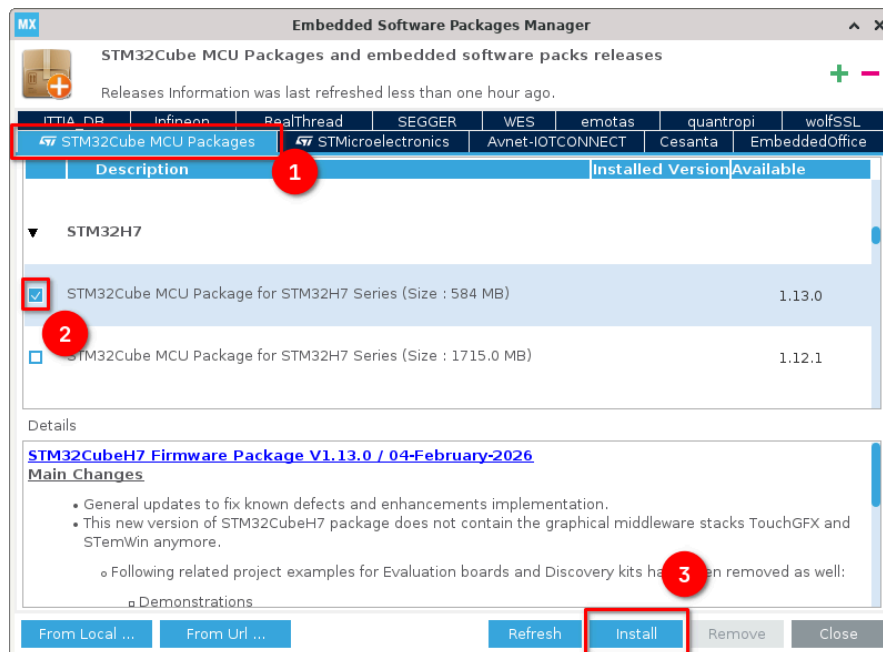 MX Embedded Software Packages Manager
STM32Cube MCU Packages and embedded software packs releases
Releases Information was last refreshed less than one hour ago.
ITTIA_DB Infineon RealThread SEGGER WES emotas quantropi wolfSSL
STM32Cube MCU Packages STMicroelectronics Avnet-IOTCONNECT Cesanta EmbeddedOffice
1
Description Installed Version Available
STM32H7
STM32Cube MCU Package for STM32H7 Series (Size : 584 MB) 1.13.0
2
STM32Cube MCU Package for STM32H7 Series (Size : 1715.0 MB) 1.12.1
Details
STM32CubeH7 Firmware Package V1.13.0 / 04-February-2026
Main Changes
• General updates to fix known defects and enhancements implementation.
• This new version of STM32CubeH7 package does not contain the graphical middleware stacks TouchGFX and
STemWin anymore.
Following related project examples for Evaluation boards and Discovery kits removed as well:
3
Demonstrations
From Local ... From Url ... Refresh Install Remove Close